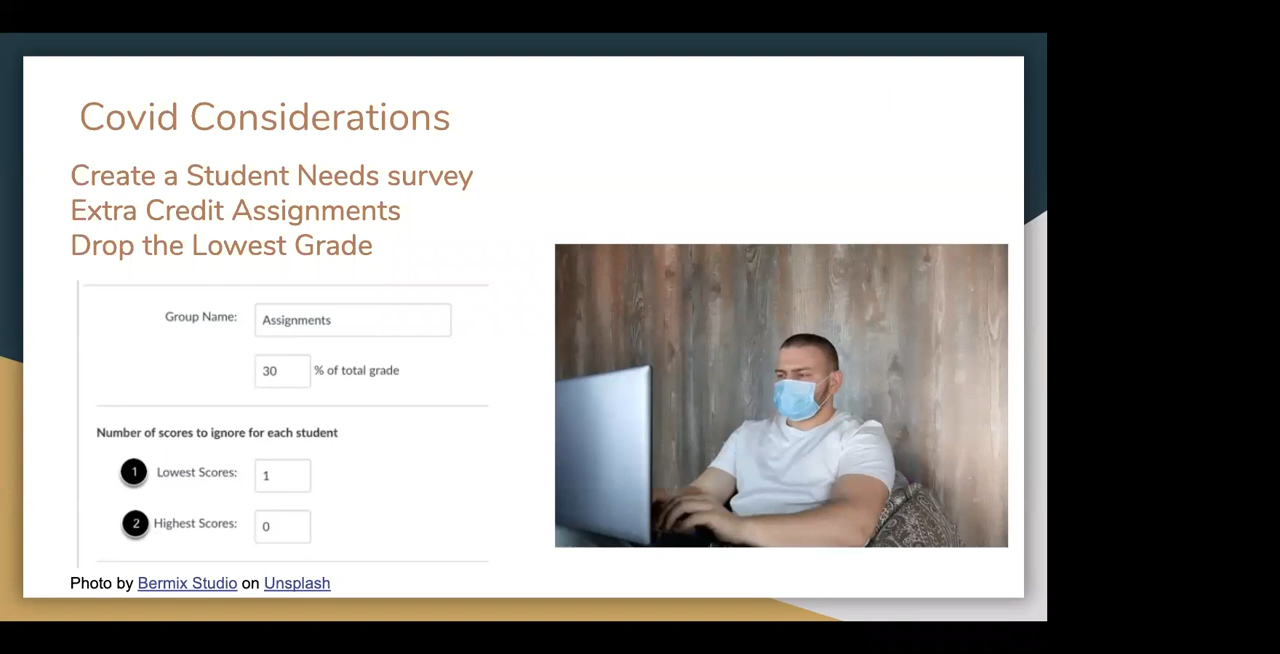 Covid Considerations
Create a Student Needs survey
Extra Credit Assignments
Drop the Lowest Grade
Group Name: Assignments
30 % of total grade
Number of scores to ignore for each student
1 Lowest Scores: 1
2 Highest Scores: 0
Photo by Bermix Studio on Unsplash